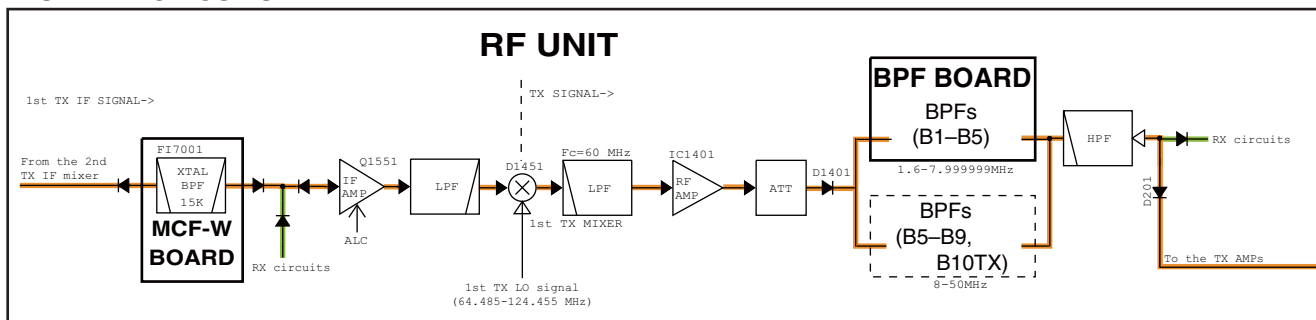 RF UNIT
BPF BOARD
1st TX IF SIGNAL->
TX SIGNAL->
BPFs
(B1–B5)
HPF
RX circuits
From the 2nd
TX IF mixer
FI7001
XTAL
BPF
15K
MCF-W
BOARD
RX circuits
Q1551
IF
AMP
ALC
LPF
D1451
1st TX MIXER
1st TX LO signal
(64.485-124.455 MHz)
Fc=60 MHz
LPF
IC1401
RF
AMP
ATT
D1401
1.6-7.999999MHz
BPFs
(B5–B9,
B10TX)
8-50MHz
D201
To the TX AMPs